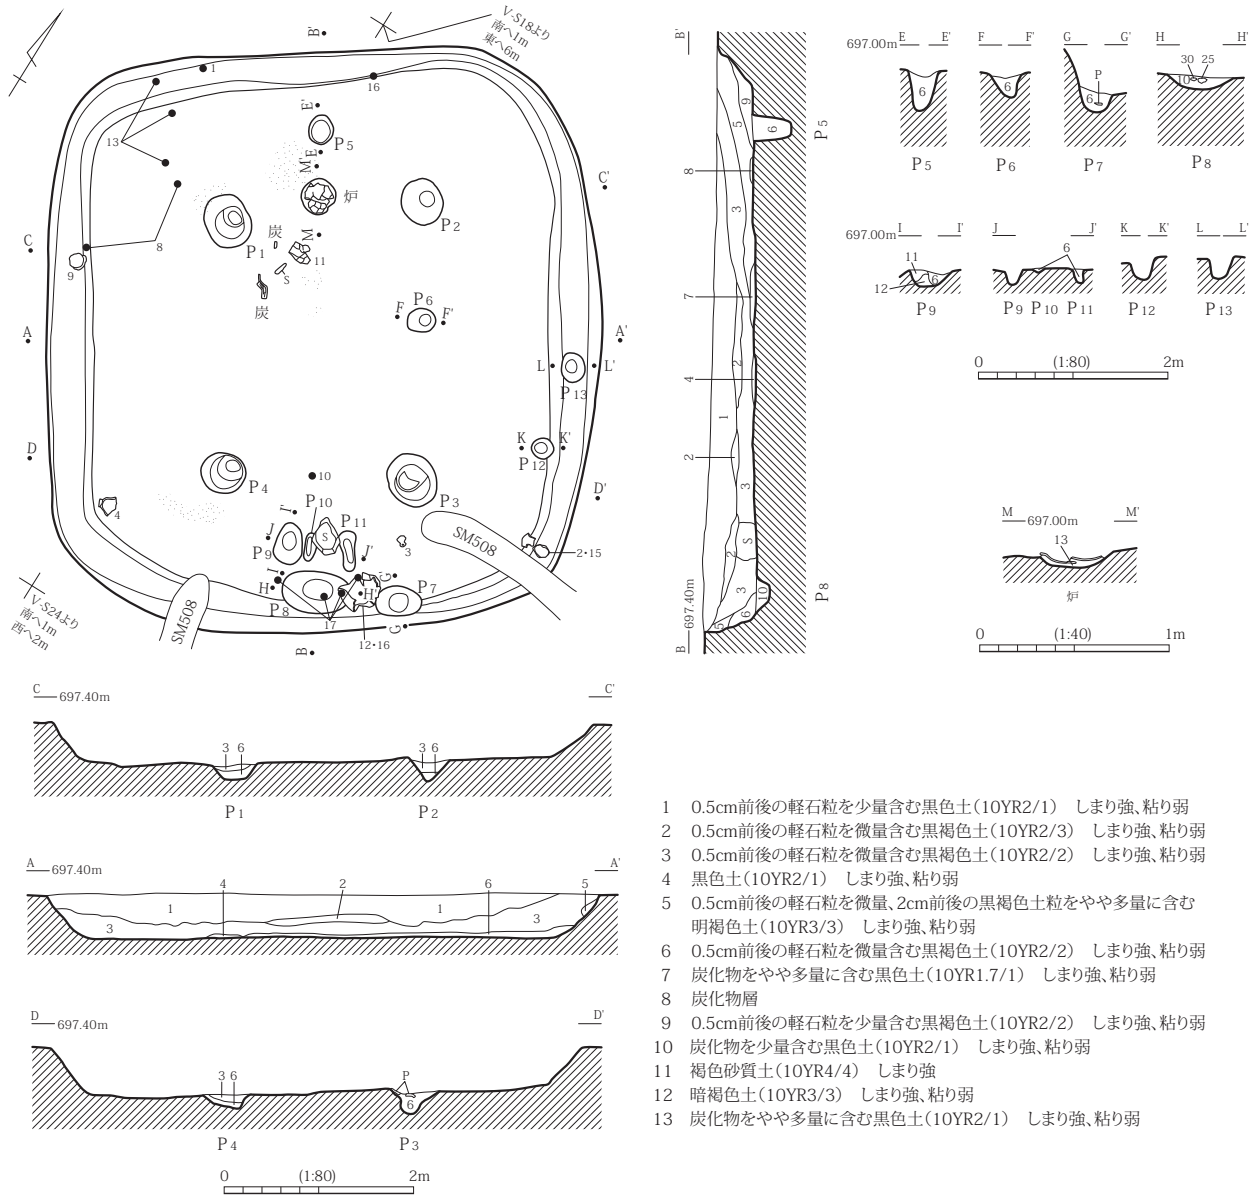 V-S18より
南へ1m
東へ6m
B'
1
16
13
E'
P5
E
M'
炉
C'
P2
P1
炭
M
11
S
炭
C
9
8
P6
F
F'
A
A'
L
L'
P13
K
K'
P12
D
D'
P4
10
P3
4
I'
P10
P11
J
S
P9
J'
3
SM508
2・15
I
H
H'
G'
P7
P8
17
G
12・16
SM508
B
V-S24より
南へ1m
西へ2m
B'
9
5
6
P5
8
3
7
2
4
1
2
3
S
2
3
10
6
5
P8
697.40m
B
697.00m
E E' F F' G G' H H'
6 6 P 6 30 25 10
P5 P6 P7 P8
697.00m
I I' J J' K K' L L'
11 12 6 6
P9 P9 P10 P11 P12 P13
0 (1:80) 2m
M M'
697.00m
13
炉
0 (1:40) 1m
C C'
697.40m
3 6 3 6
P1 P2
A A'
697.40m
4 2 6 5
1 1
3 3
D D'
697.40m
3 6 P
6
P4 P3
0 (1:80) 2m
1 0.5cm前後の軽石粒を少量含む黒色土(10YR2/1) しまり強、粘り弱
2 0.5cm前後の軽石粒を微量含む黒褐色土(10YR2/3) しまり強、粘り弱
3 0.5cm前後の軽石粒を微量含む黒褐色土(10YR2/2) しまり強、粘り弱
4 黒色土(10YR2/1) しまり強、粘り弱
5 0.5cm前後の軽石粒を微量、2cm前後の黒褐色土粒をやや多量に含む
明褐色土(10YR3/3) しまり強、粘り弱
6 0.5cm前後の軽石粒を微量含む黒褐色土(10YR2/2) しまり強、粘り弱
7 炭化物をやや多量に含む黒色土(10YR1.7/1) しまり強、粘り弱
8 炭化物層
9 0.5cm前後の軽石粒を少量含む黒褐色土(10YR2/2) しまり強、粘り弱
10 炭化物を少量含む黒色土(10YR2/1) しまり強、粘り弱
11 褐色砂質土(10YR4/4) しまり強
12 暗褐色土(10YR3/3) しまり強、粘り弱
13 炭化物をやや多量に含む黒色土(10YR2/1) しまり強、粘り弱